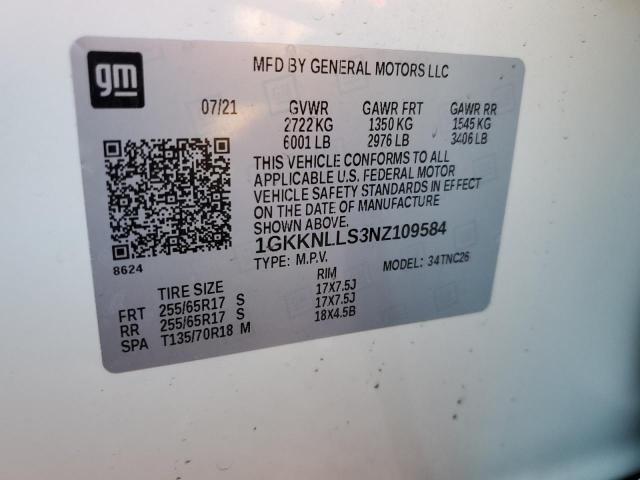 gm
MFD BY GENERAL MOTORS LLC
07/21 GVWR GAWR FRT GAWR RR
2722 KG 1350 KG 1545 KG
6001 LB 2976 LB 3406 LB
THIS VEHICLE CONFORMS TO ALL
APPLICABLE U.S. FEDERAL MOTOR
VEHICLE SAFETY STANDARDS IN EFFECT
ON THE DATE OF MANUFACTURE
SHOWN ABOVE.
1GKKNLLS3NZ109584
8624
TYPE: M.P.V. MODEL: 34TNC26
TIRE SIZE RIM
FRT 255/65R17 S 17X7.5J
RR 255/65R17 S 17X7.5J
SPA T135/70R18 M 18X4.5B